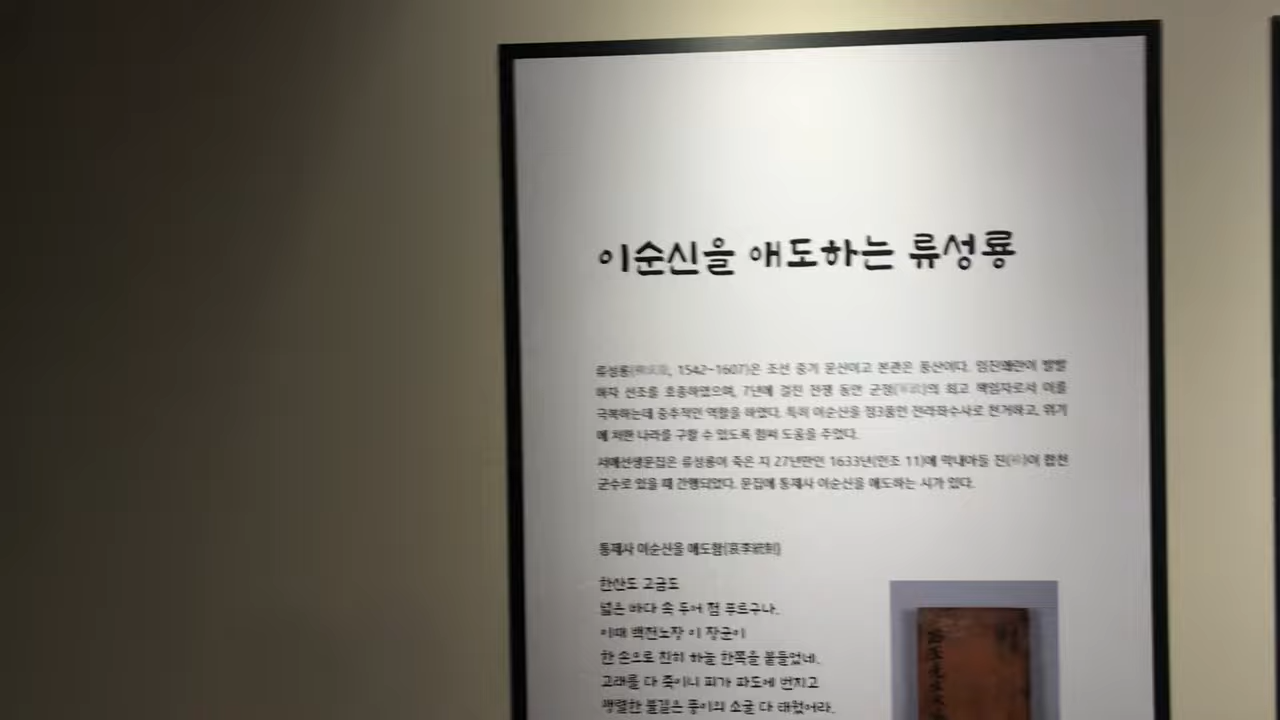 이순신을 애도하는 류성룡
류성룡(, 1542~1607)은 조선 중기 문신이고 본관은 풍산이다. 임진왜란이 발발
하자 선조를 호종하였으며, 7년에 걸친 전쟁 동안 군정()의 최고 책임자로서 이를
극복하는데 중추적인 역할을 하였다. 특히 이순신을 정3품인 전라좌수사로 천거하고, 위기
에 처한 나라를 구할 수 있도록 힘써 도움을 주었다.
서애선생문집은 류성룡이 죽은 지 27년만인 1633년(인조 11)에 막내아들 진()이 합천
군수로 있을 때 간행되었다. 문집에 통제사 이순신을 애도하는 시가 있다.
통제사 이순신을 애도함(哀李統制)
한산도 고금도
넓은 바다 속 두어 점 푸르구나.
이때 백전노장 이 장군이
한 손으로 친히 하늘 한쪽을 붙들었네.
고래를 다 죽이니 피가 파도에 번지고
맹렬한 불길은 풍이의 소굴 다 태웠어라.